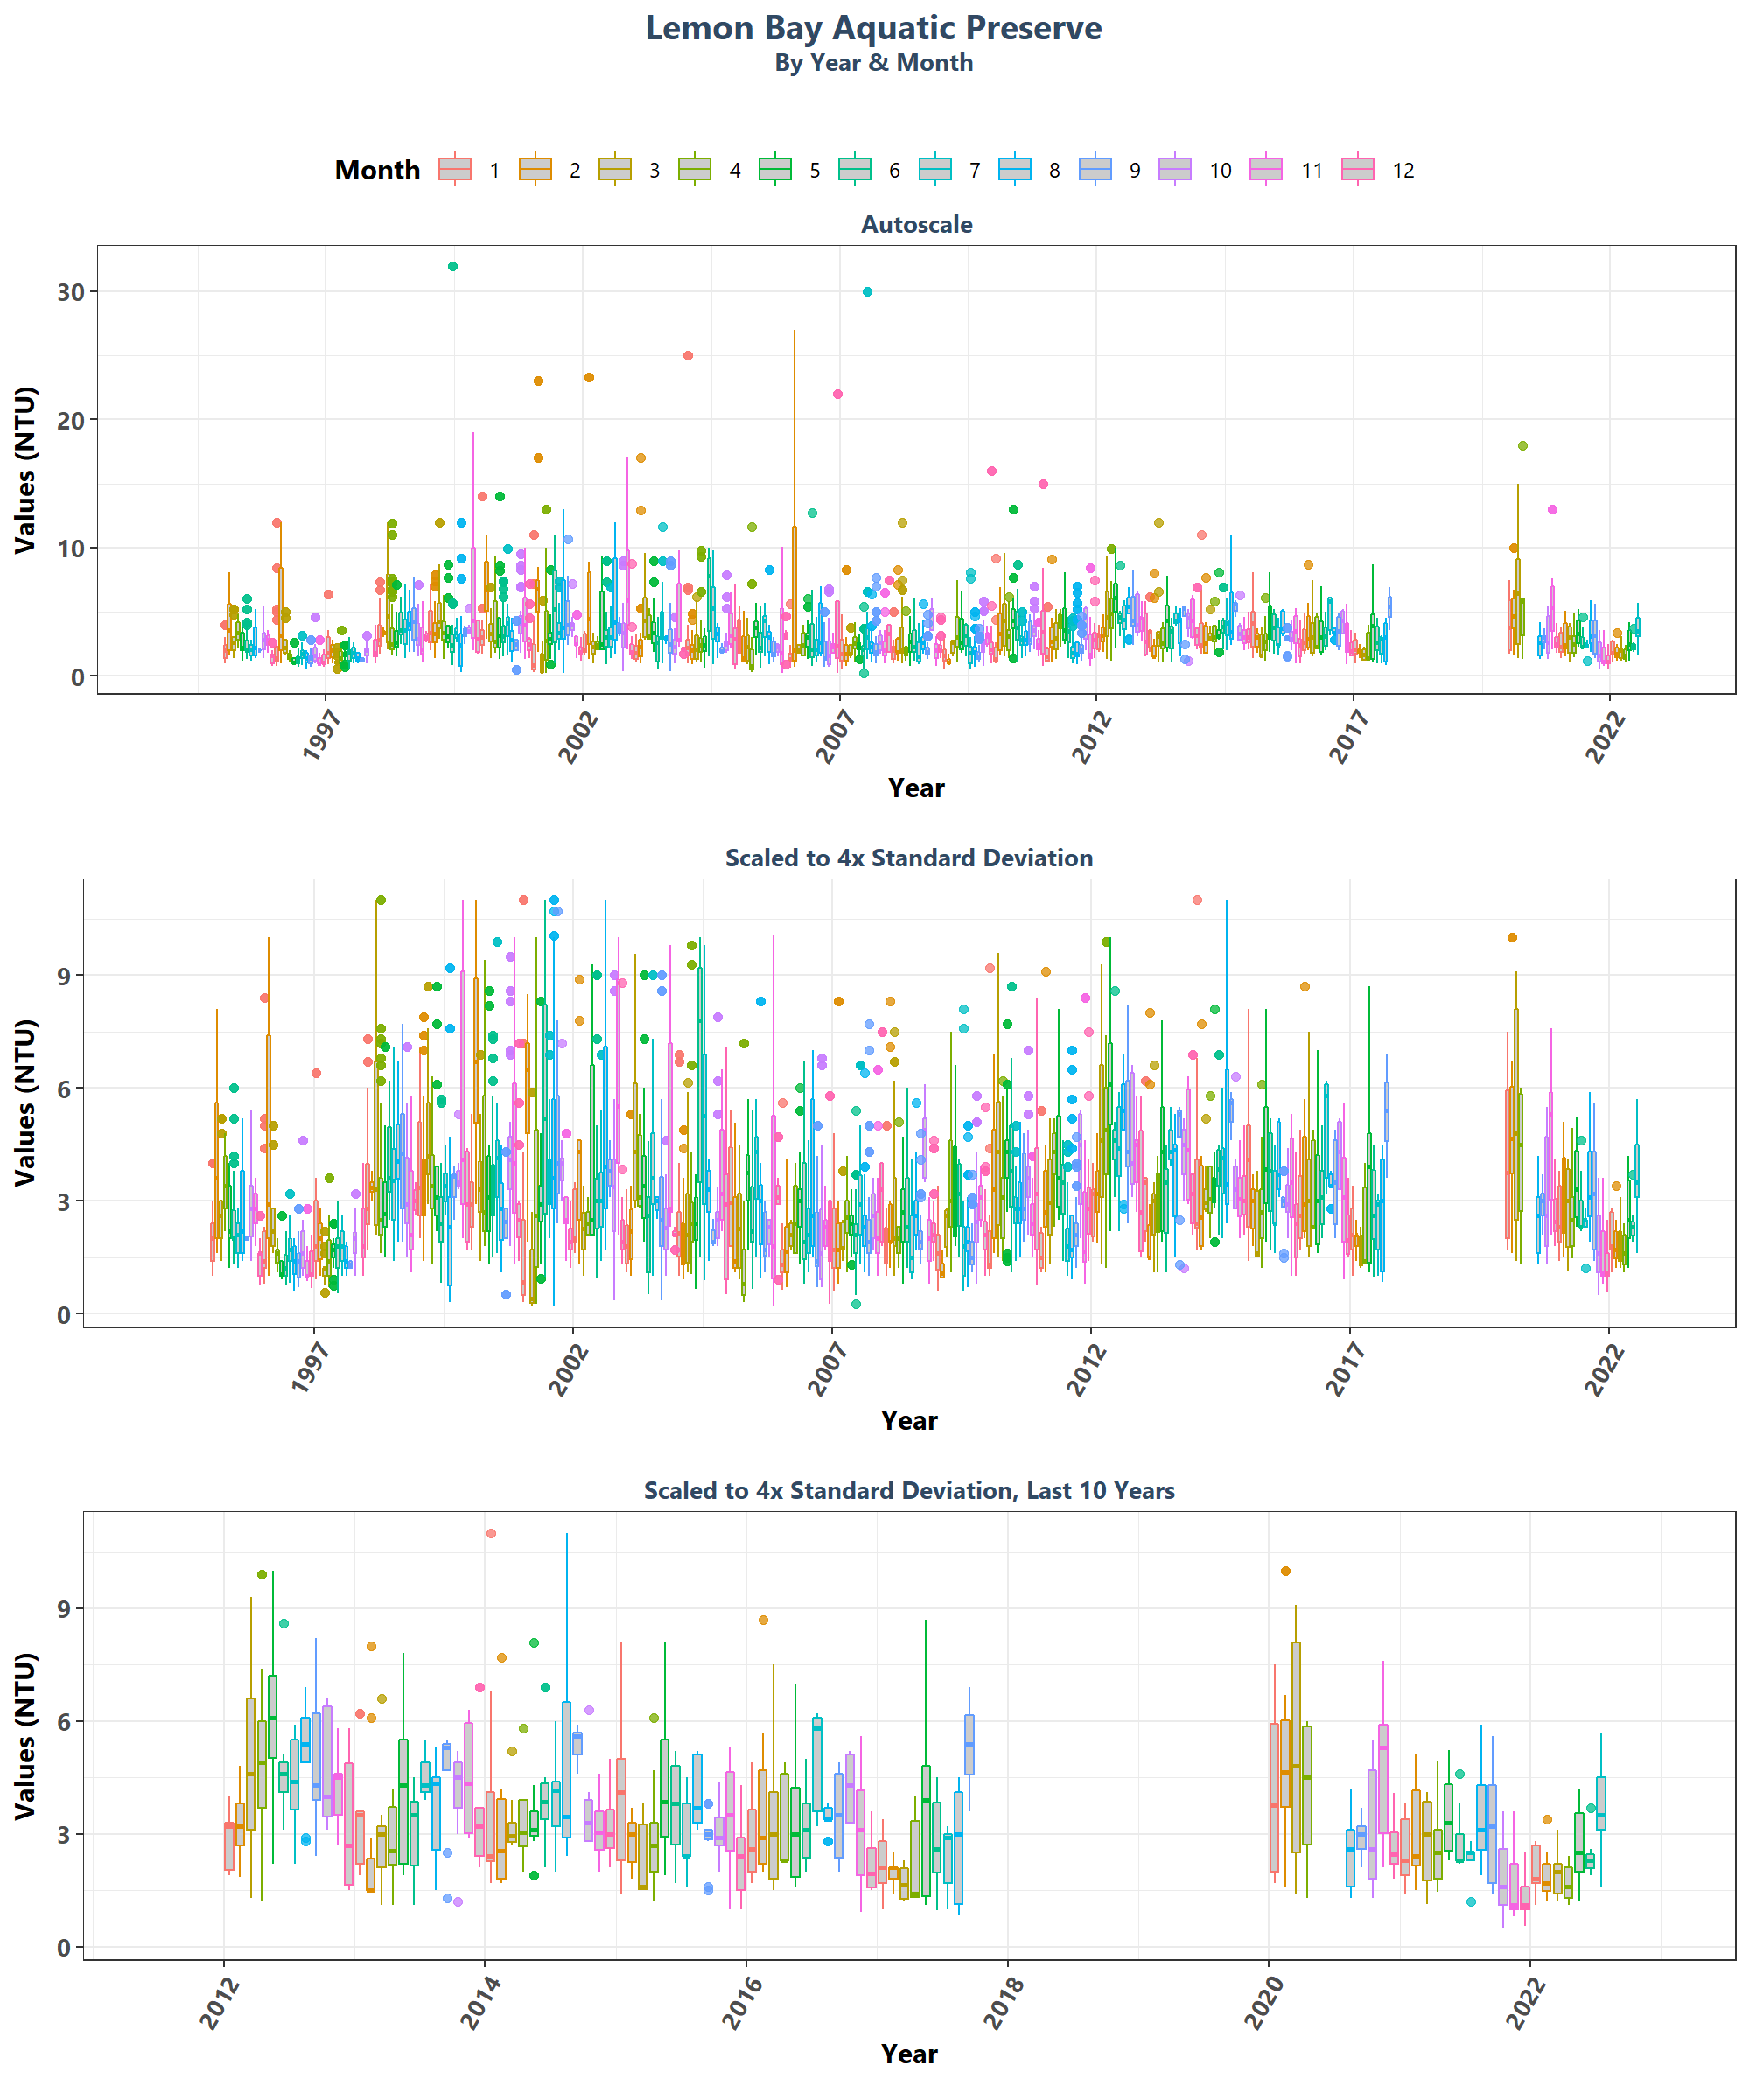 Lemon Bay Aquatic Preserve
By Year & Month
Month 1 2 3 4 5 6 7 8 9 10 11 12
Autoscale
30
20
10
0
Values (NTU)
1997 2002 2007 2012 2017 2022
Year
Scaled to 4x Standard Deviation
9
6
3
0
Values (NTU)
1997 2002 2007 2012 2017 2022
Year
Scaled to 4x Standard Deviation, Last 10 Years
9
6
3
0
Values (NTU)
2012 2014 2016 2018 2020 2022
Year